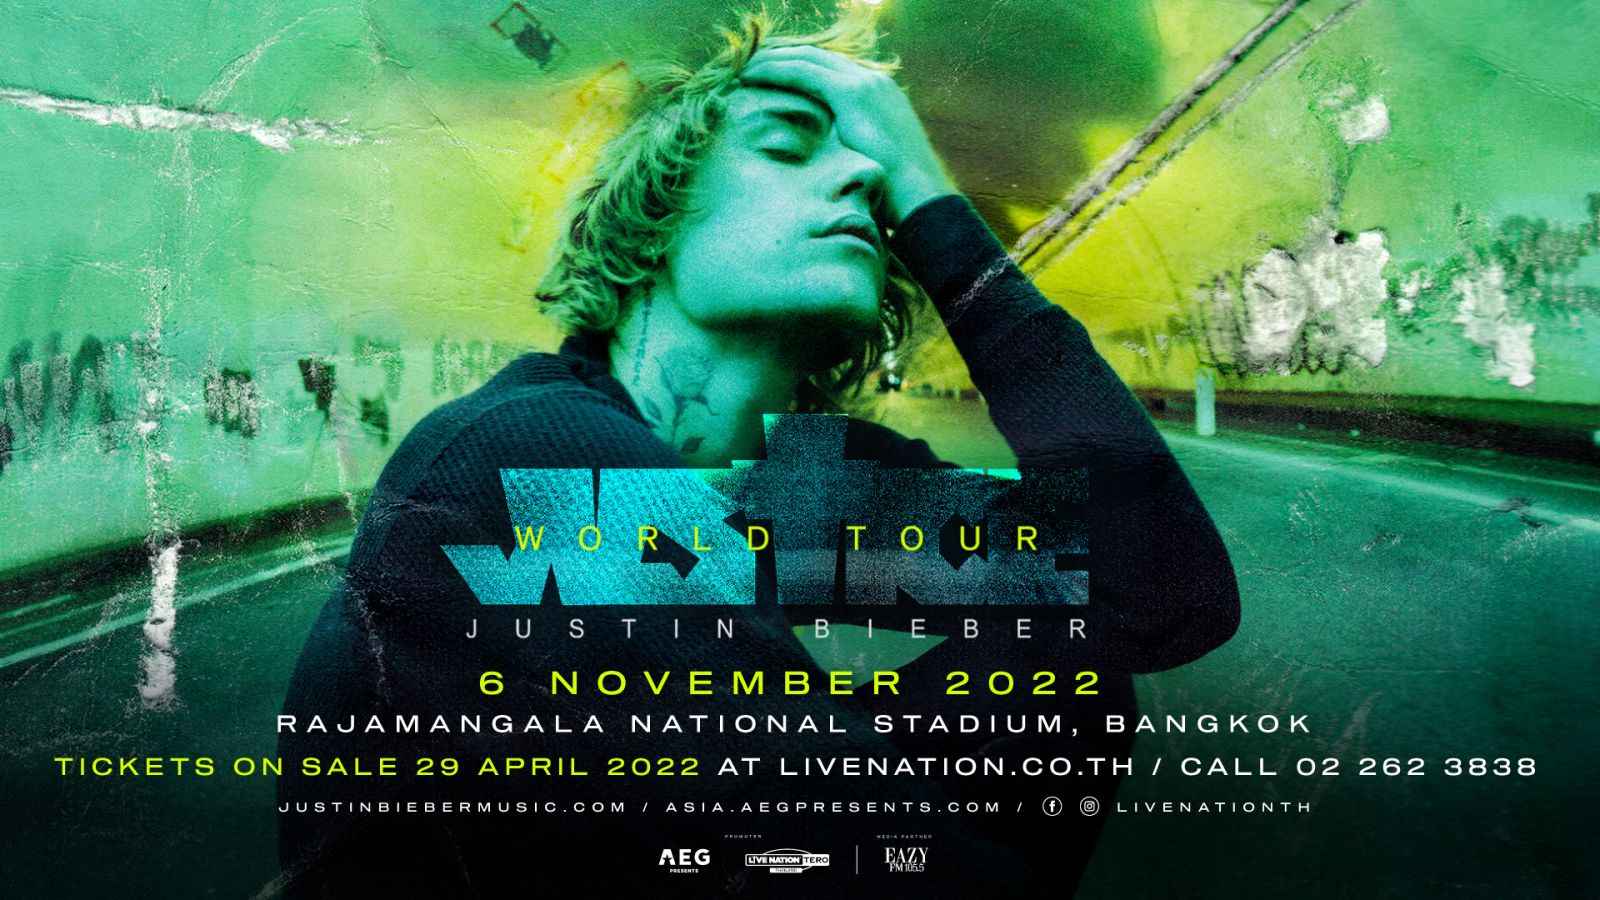 JUSTICE
WORLD TOUR
JUSTIN BIEBER
6 NOVEMBER 2022
RAJAMANGALA NATIONAL STADIUM, BANGKOK
TICKETS ON SALE 29 APRIL 2022 AT LIVENATION.CO.TH / CALL 02 262 3838
JUSTINBIEBERMUSIC.COM / ASIA.AEGPRESENTS.COM / LIVENATIONTH
PROMOTER
MEDIA PARTNER
AEG PRESENTS
LIVE NATION TERO THAILAND
EAZY FM 105.5